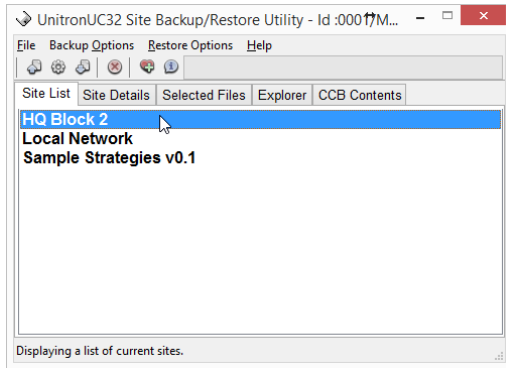 UnitronUC32 Site Backup/Restore Utility - Id :000
File Backup Options Restore Options Help
Site List Site Details Selected Files Explorer CCB Contents
HQ Block 2
Local Network
Sample Strategies v0.1
Displaying a list of current sites.